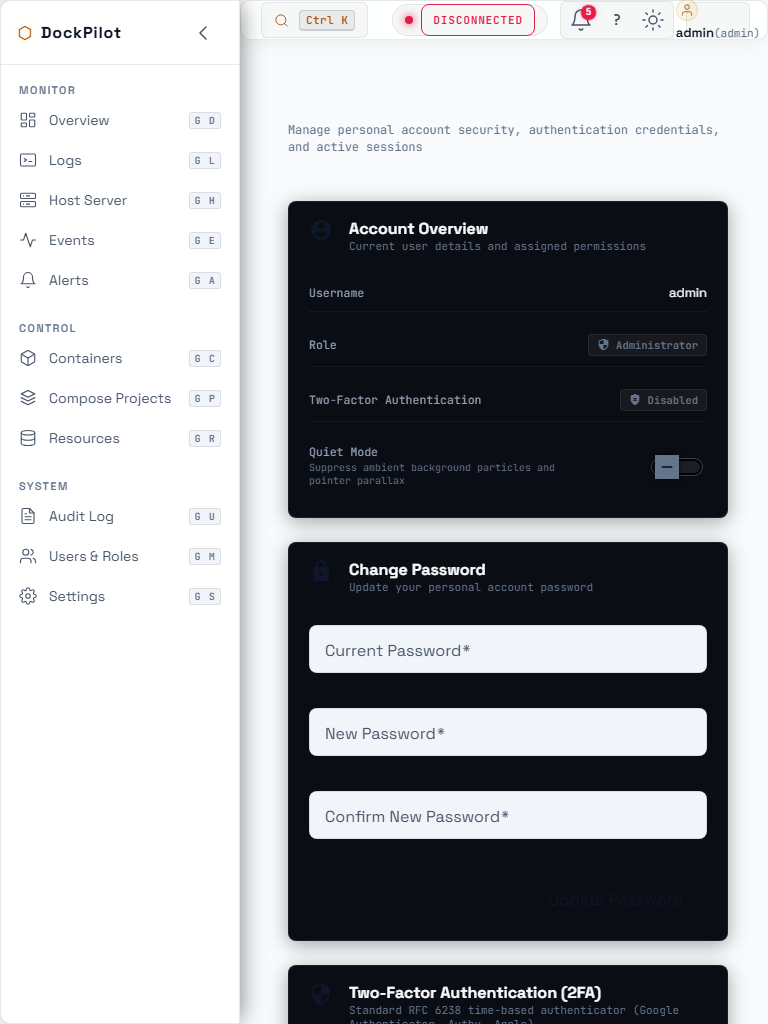 DockPilot
Ctrl K
DISCONNECTED
5
?
admin(admin)
MONITOR
Overview G D
Logs G L
Host Server G H
Events G E
Alerts G A
CONTROL
Containers G C
Compose Projects G P
Resources G R
SYSTEM
Audit Log G U
Users & Roles G M
Settings G S
Manage personal account security, authentication credentials,
and active sessions
Account Overview
Current user details and assigned permissions
Username admin
Role Administrator
Two-Factor Authentication Disabled
Quiet Mode
Suppress ambient background particles and
pointer parallax
Change Password
Update your personal account password
Current Password*
New Password*
Confirm New Password*
Update Password
Two-Factor Authentication (2FA)
Standard RFC 6238 time-based authenticator (Google
Authenticator, Authy, Apple)